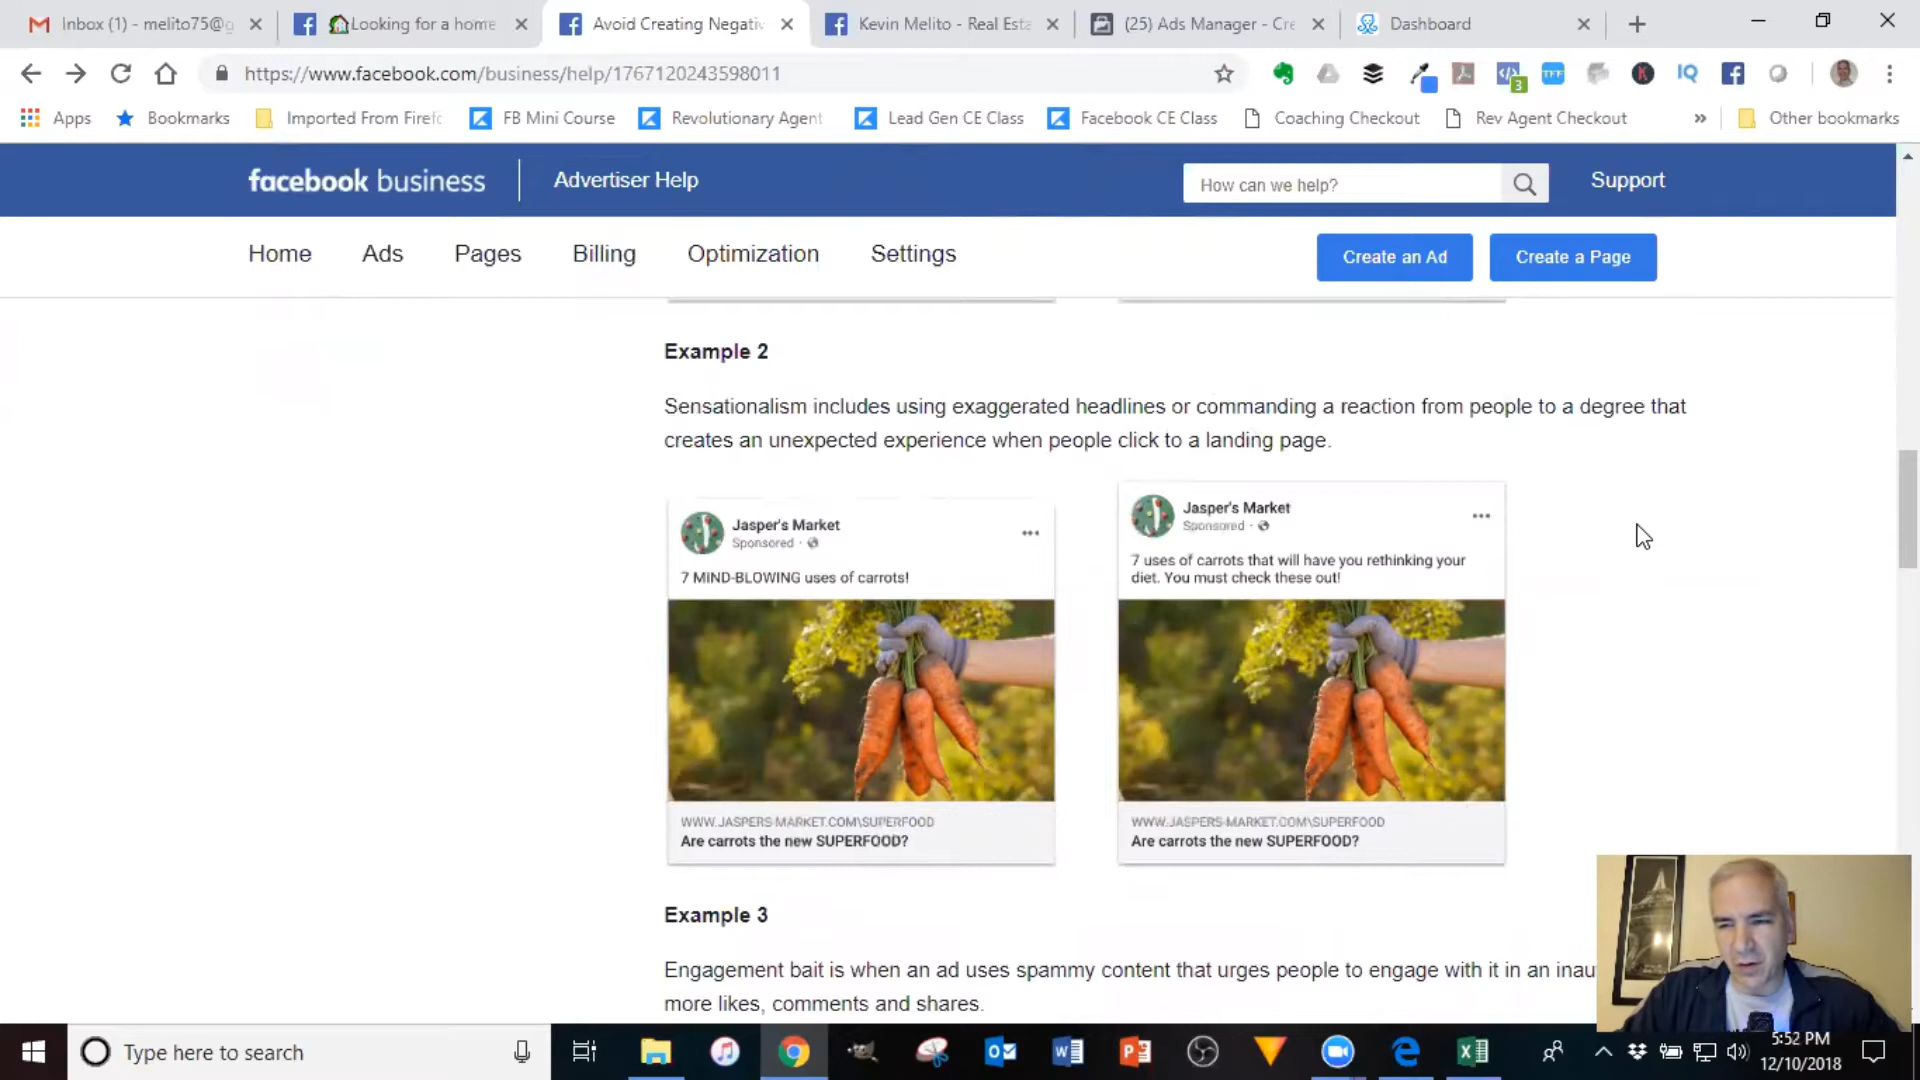 Inbox (1) - melito75@g
Looking for a home
Avoid Creating Negativ
Kevin Melito - Real Esta
(25) Ads Manager - Cre
Dashboard
https://www.facebook.com/business/help/1767120243598011
Apps
Bookmarks
Imported From Firefo
FB Mini Course
Revolutionary Agent
Lead Gen CE Class
Facebook CE Class
Coaching Checkout
Rev Agent Checkout
Other bookmarks
facebook business
Advertiser Help
How can we help?
Support
Home
Ads
Pages
Billing
Optimization
Settings
Create an Ad
Create a Page
Example 2
Sensationalism includes using exaggerated headlines or commanding a reaction from people to a degree that
creates an unexpected experience when people click to a landing page.
Jasper's Market
Sponsored ·
7 MIND-BLOWING uses of carrots!
WWW.JASPERS-MARKET.COM\SUPERFOOD
Are carrots the new SUPERFOOD?
Jasper's Market
Sponsored ·
7 uses of carrots that will have you rethinking your
diet. You must check these out!
WWW.JASPERS-MARKET.COM\SUPERFOOD
Are carrots the new SUPERFOOD?
Example 3
Engagement bait is when an ad uses spammy content that urges people to engage with it in an inau
more likes, comments and shares.
Type here to search
5:52 PM
12/10/2018